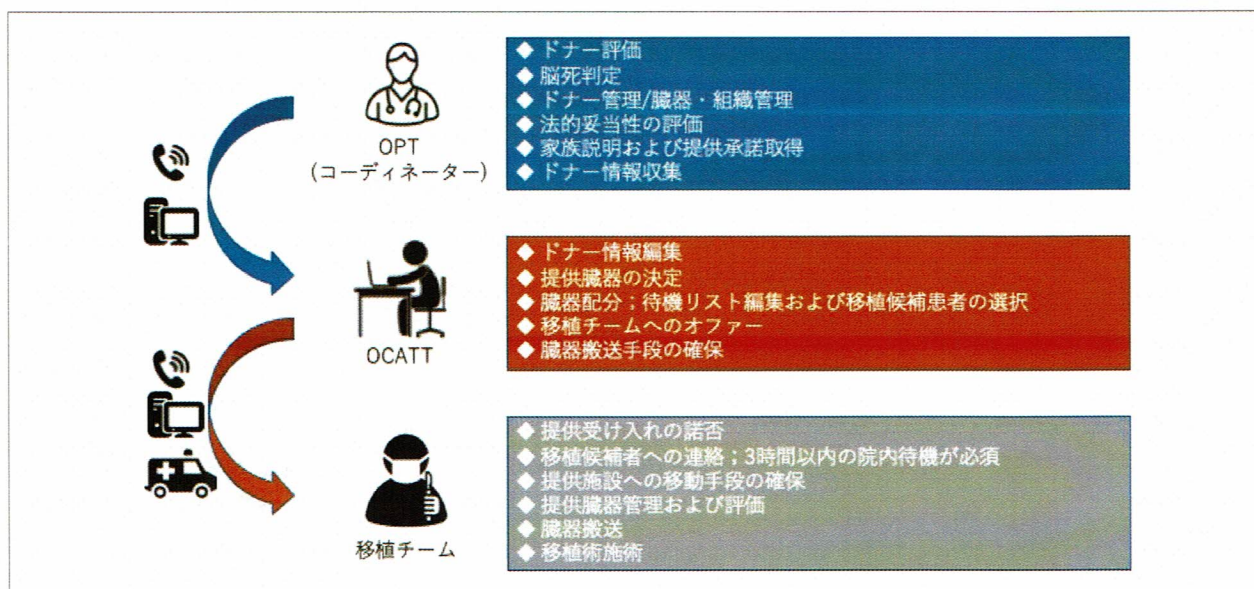 OPT
(コーディネーター)
◆ ドナー評価
◆ 脳死判定
◆ ドナー管理/臓器・組織管理
◆ 法的妥当性の評価
◆ 家族説明および提供承諾取得
◆ ドナー情報収集
OCATT
◆ ドナー情報編集
◆ 提供臓器の決定
◆ 臓器配分;待機リスト編集および移植候補患者の選択
◆ 移植チームへのオファー
◆ 臓器搬送手段の確保
移植チーム
◆ 提供受け入れの諾否
◆ 移植候補者への連絡;3時間以内の院内待機が必須
◆ 提供施設への移動手段の確保
◆ 提供臓器管理および評価
◆ 臓器搬送
◆ 移植術施術